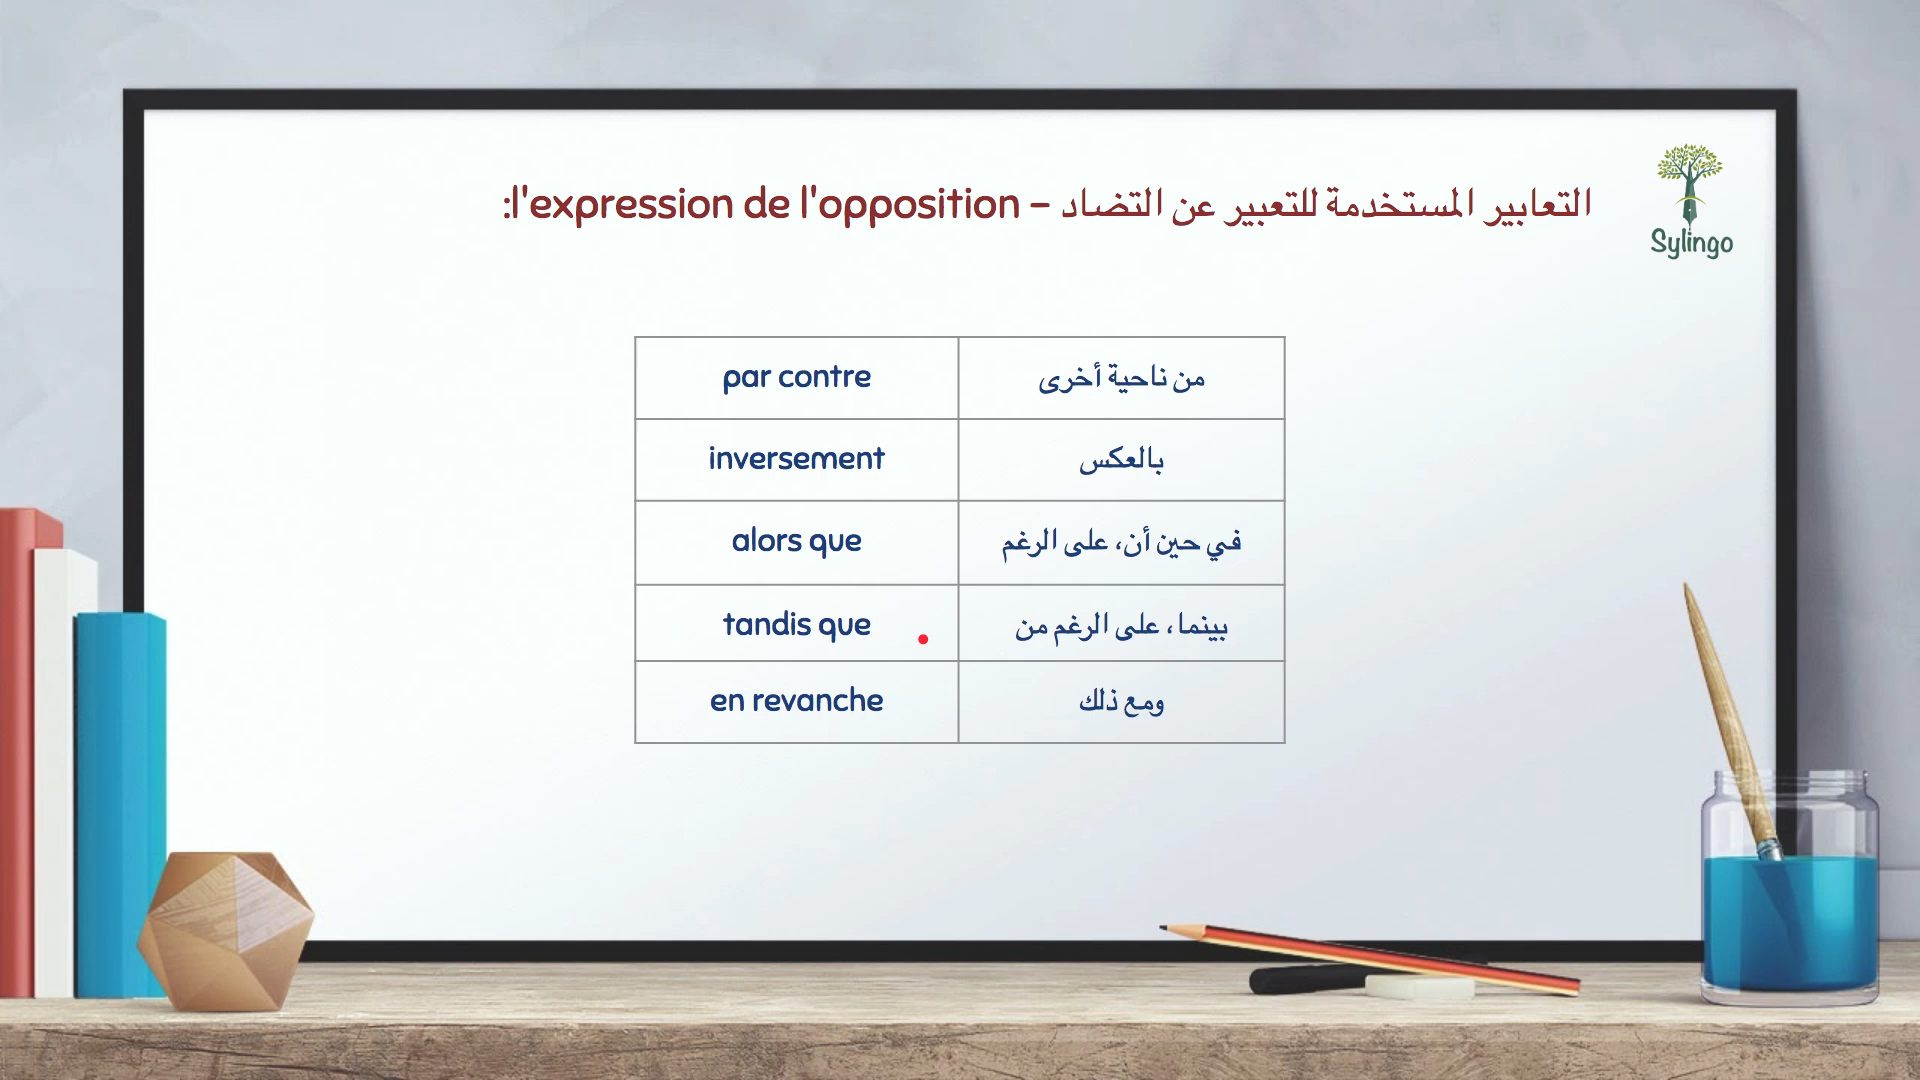 التعابير المستخدمة للتعبير عن التضاد – l'expression de l'opposition:
Sylingo
par contre من ناحية أخرى
inversement بالعكس
alors que في حين أن، على الرغم
tandis que بينما، على الرغم من
en revanche ومع ذلك